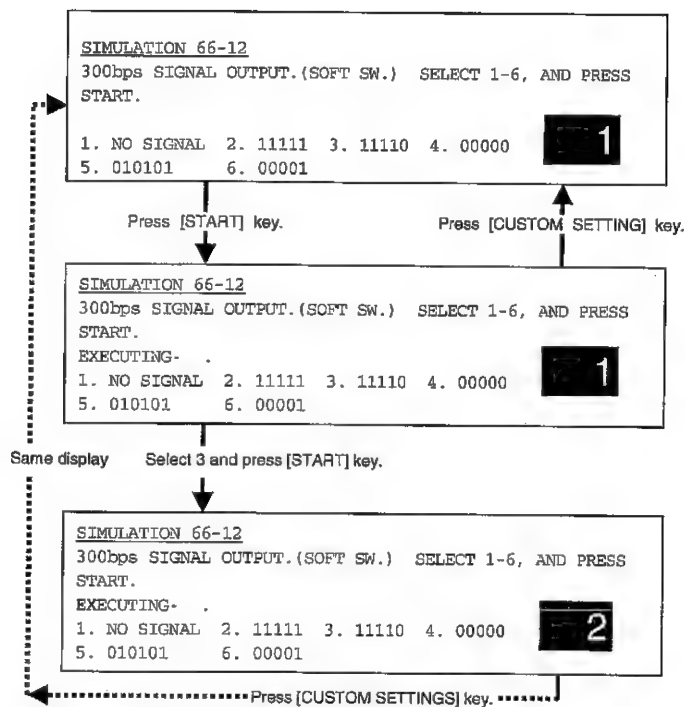 SIMULATION 66-12
300bps SIGNAL OUTPUT.(SOFT SW.) SELECT 1-6, AND PRESS
START.
1. NO SIGNAL 2. 11111 3. 11110 4. 00000
5. 010101 6. 00001
1
Press [START] key.
Press [CUSTOM SETTING] key.
SIMULATION 66-12
300bps SIGNAL OUTPUT.(SOFT SW.) SELECT 1-6, AND PRESS
START.
EXECUTING- .
1. NO SIGNAL 2. 11111 3. 11110 4. 00000
5. 010101 6. 00001
1
Same display
Select 3 and press [START] key.
SIMULATION 66-12
300bps SIGNAL OUTPUT.(SOFT SW.) SELECT 1-6, AND PRESS
START.
EXECUTING- .
1. NO SIGNAL 2. 11111 3. 11110 4. 00000
5. 010101 6. 00001
2
Press [CUSTOM SETTINGS] key.